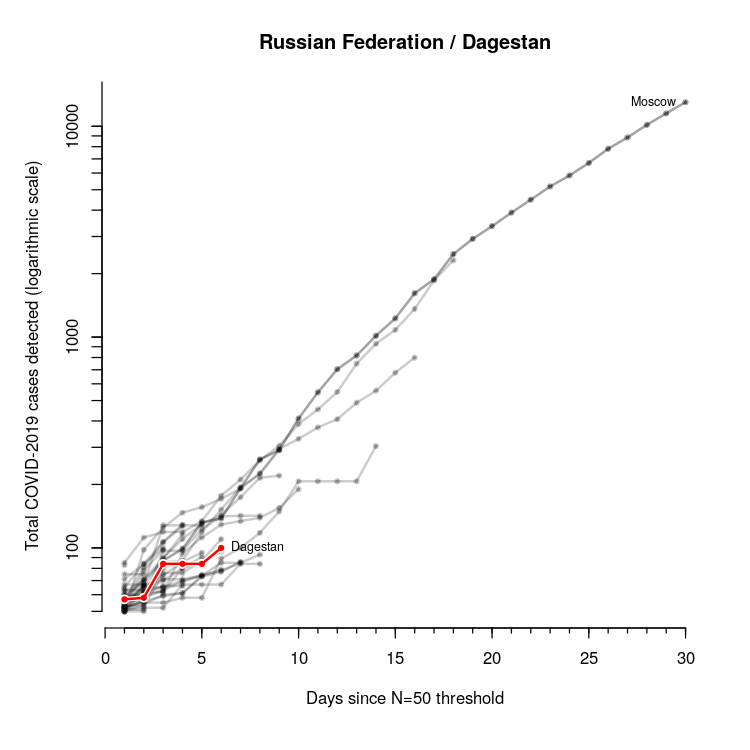 Russian Federation / Dagestan
Moscow
10000
1000
100
Total COVID-2019 cases detected (logarithmic scale)
Dagestan
0 5 10 15 20 25 30
Days since N=50 threshold